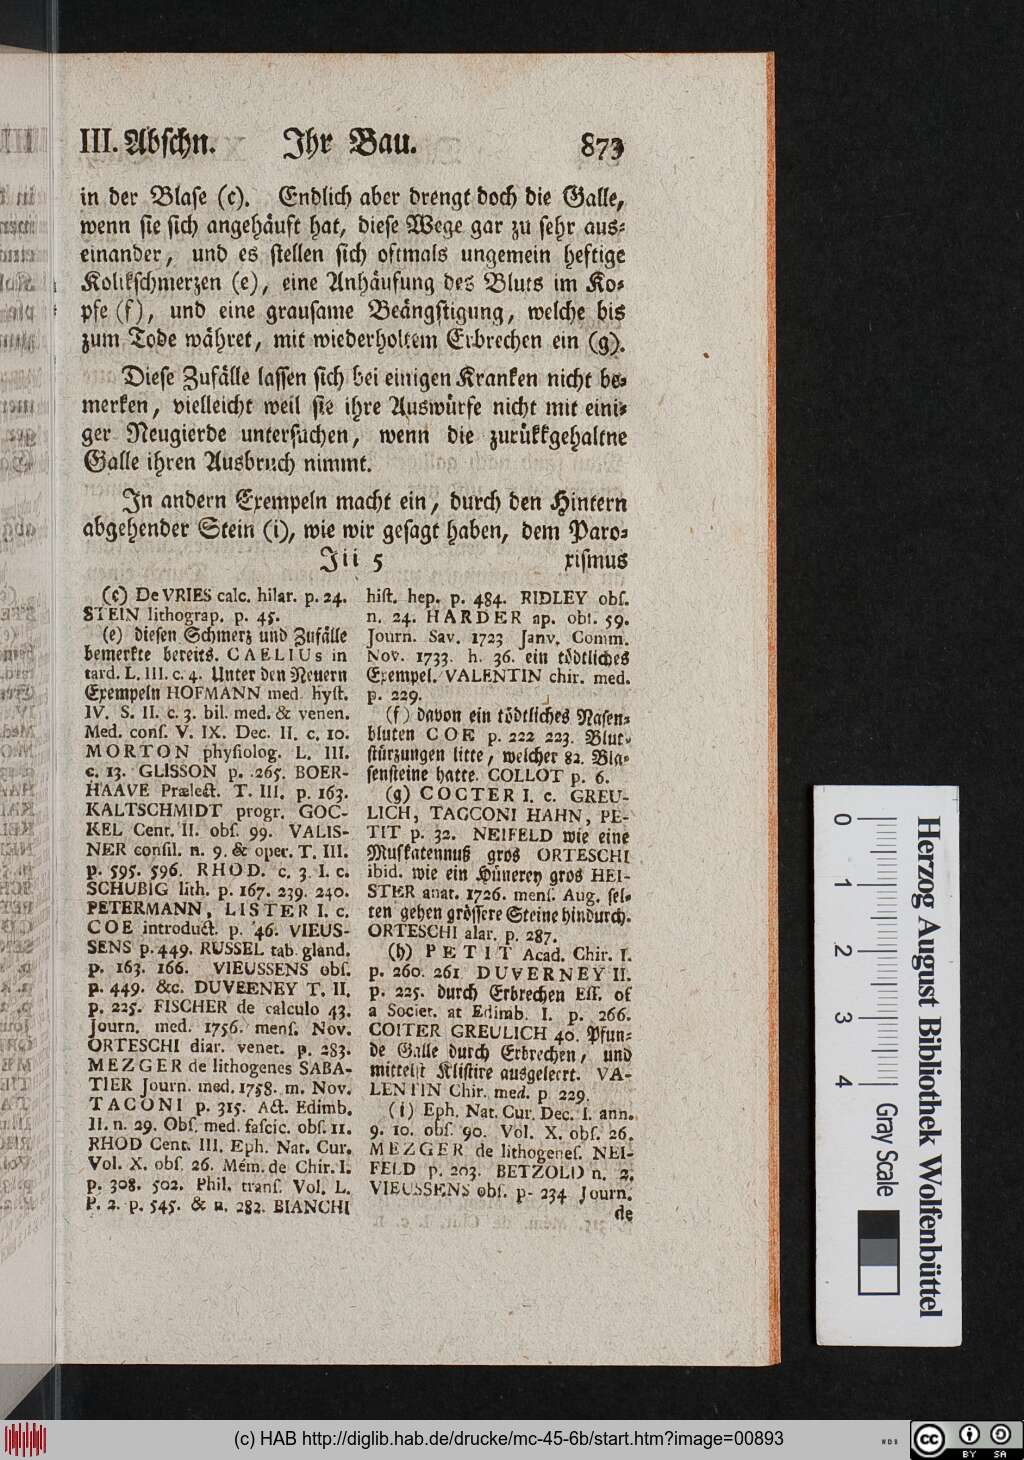 III. Abschn. Ihr Bau. 873
in der Blase (c). Endlich aber drengt doch die Galle,
wenn sie sich angehäuft hat, diese Wege gar zu sehr aus-
einander, und es stellen sich oftmals ungemein heftige
Kolikschmerzen (e), eine Anhäufung des Bluts im Ko-
pfe (f), und eine grausame Beängstigung, welche bis
zum Tode währet, mit wiederholtem Erbrechen ein (g).
Diese Zufälle lassen sich bei einigen Kranken nicht be-
merken, vielleicht weil sie ihre Auswürfe nicht mit eini-
ger Neugierde untersuchen, wenn die zurükkgehaltne
Galle ihren Ausbruch nimmt.
In andern Exempeln macht ein, durch den Hintern
abgehender Stein (i), wie wir gesagt haben, dem Paro-
Iii 5 xismus
(c) De VRIES calc. hilar. p. 24.
STEIN lithograp. p. 45.
(e) diesen Schmerz und Zufälle
bemerkte bereits. CAELIUs in
tard. L. III. c. 4. Unter den Neuern
Exempeln HOFMANN med. hyst.
IV. S. II. c. 3. bil. med. & venen.
Med. conf. V. IX. Dec. II. c. 10.
MORTON physiolog. L. III.
c. 13. GLISSON p. 265. BOER-
HAAVE Prælect. T. III. p. 163.
KALTSCHMIDT progr. GOC-
KEL Cent. II. obs. 99. VALIS-
NER consil. n. 9. & oper. T. III.
p. 595. 596. RHOD. c. 3. I. c.
SCHUBIG lith. p. 167. 239. 240.
PETERMANN, LISTER I. c.
COE introduct. p. 46. VIEUS-
SENS p. 449. RUSSEL tab. gland.
p. 163. 166. VIEUSSENS obs.
p. 449. &c. DUVERNEY T. II.
p. 225. FISCHER de calculo 43.
Journ. med. 1756. mens. Nov.
ORTESCHI diar. venet. p. 283.
MEZGER de lithogenes SABA-
TIER Journ. med. 1758. m. Nov.
TACONI p. 315. Act. Edimb.
II. n. 29. Obs. med. fascic. obs. 11.
RHOD Cent. III. Eph. Nat. Cur.
Vol. X. obs. 26. Mém. de Chir. I.
p. 308. 502. Phil. trans. Vol. L.
P. 2. p. 545. & n. 282. BIANCHI
hist. hep. p. 484. RIDLEY obs.
n. 24. HARDER ap. obs. 59.
Journ. Sav. 1723 Janv. Comm.
Nov. 1733. h. 36. ein tödtliches
Exempel. VALENTIN chir. med.
p. 229.
(f) davon ein tödtliches Nasen-
bluten COE p. 222 223. Blut-
stürzungen litte, welcher 82. Bla-
sensteine hatte. COLLOT p. 6.
(g) COCTER I. c. GREU-
LICH, TACCONI HAHN, PE-
TIT p. 32. NEIFELD wie eine
Muskatennuß gros ORTESCHI
ibid. wie ein Hünerey gros HEI-
STER anat. 1726. mens. Aug. sel-
ten gehen grössere Steine hindurch.
ORTESCHI alar. p. 287.
(h) PETIT Acad. Chir. I.
p. 260. 261 DUVERNEY II.
p. 225. durch Erbrechen Ess. of
a Societ. at Edimb. I. p. 266.
COITER GREULICH 40. Pfun-
de Galle durch Erbrechen, und
mittelst Klistire ausgeleert. VA-
LENTIN Chir. med. p 229.
(i) Eph. Nat. Cur. Dec. I. ann.
9. 10. obs. 90. Vol. X. obs. 26.
MEZGER de lithogenes. NEI-
FELD p. 203. BETZOLD n. 2.
VIEUSSENS obs. p. 234 Journ.
de
0 1 2 3 4
Herzog August Bibliothek Wolfenbüttel
Gray Scale
(c) HAB http://diglib.hab.de/drucke/mc-45-6b/start.htm?image=00893
cc BY SA